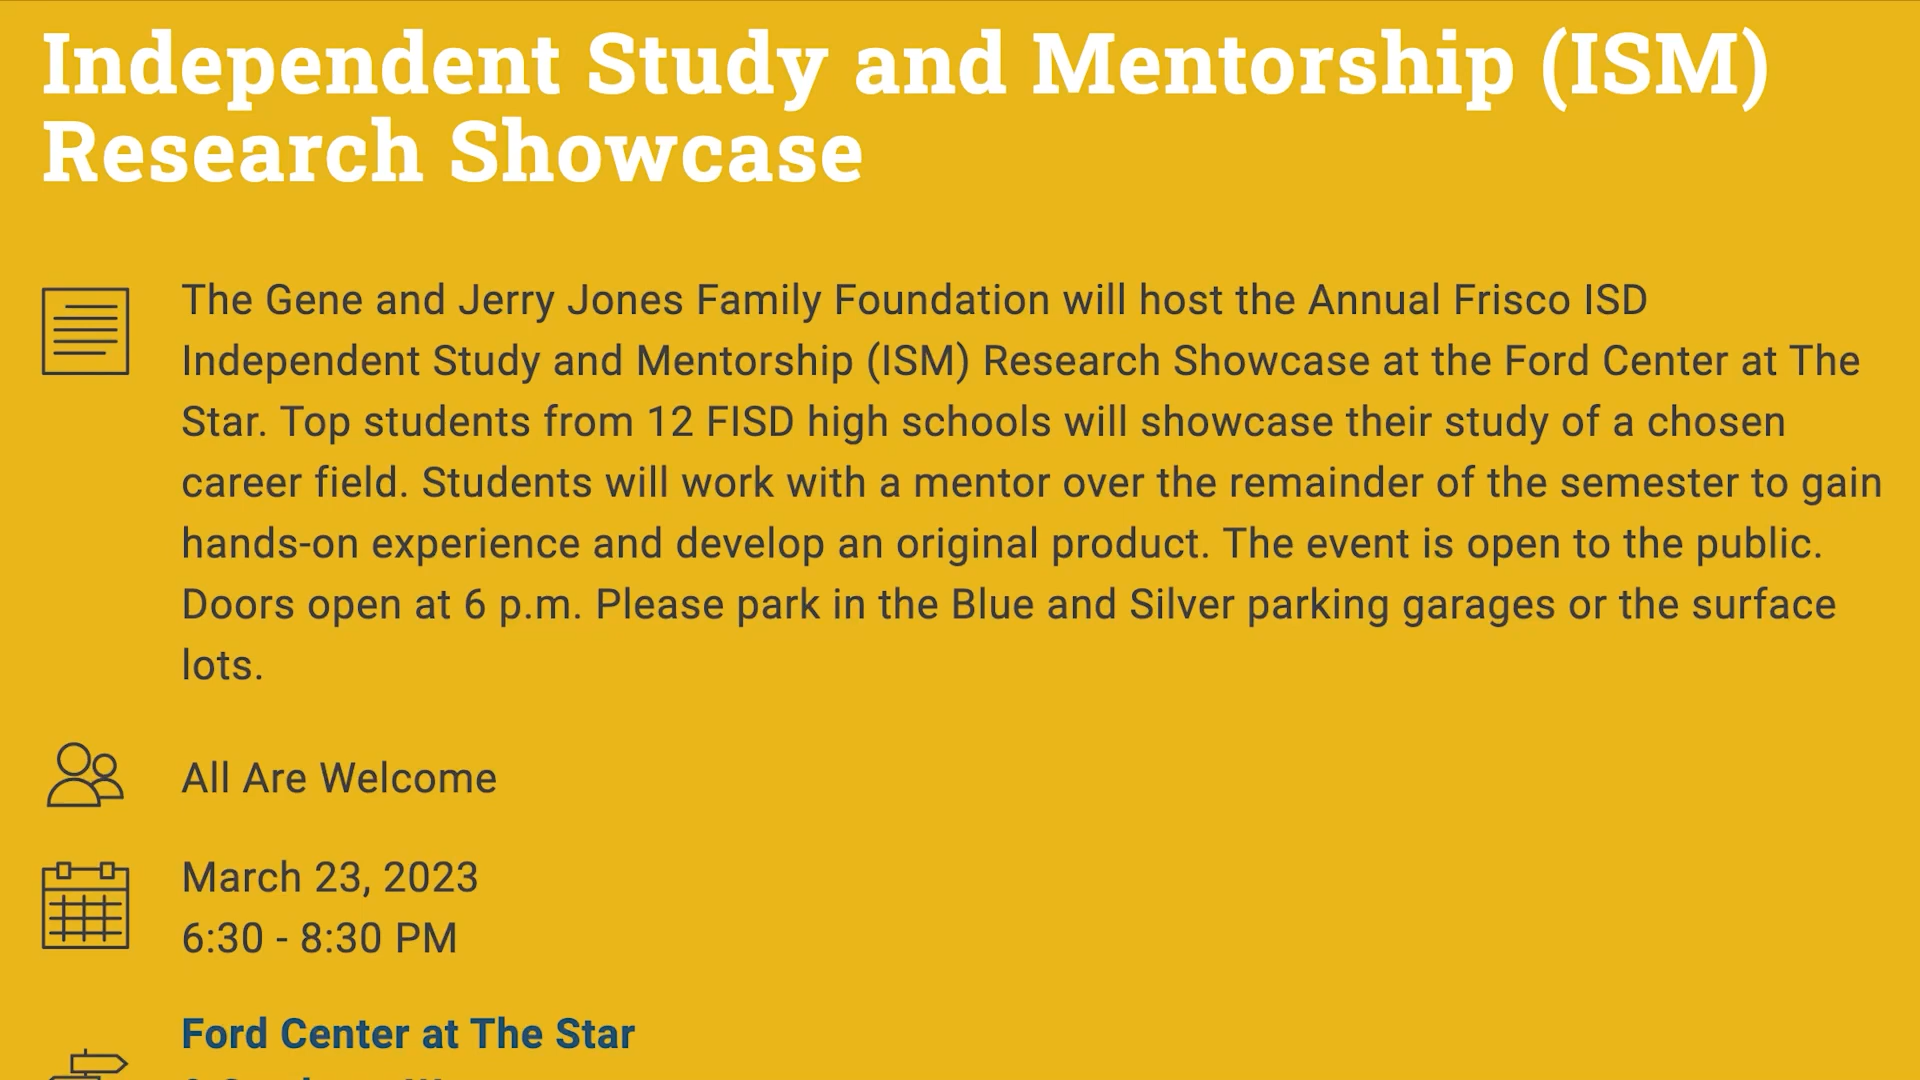 Independent Study and Mentorship (ISM)
Research Showcase
The Gene and Jerry Jones Family Foundation will host the Annual Frisco ISD
Independent Study and Mentorship (ISM) Research Showcase at the Ford Center at The
Star. Top students from 12 FISD high schools will showcase their study of a chosen
career field. Students will work with a mentor over the remainder of the semester to gain
hands-on experience and develop an original product. The event is open to the public.
Doors open at 6 p.m. Please park in the Blue and Silver parking garages or the surface
lots.
All Are Welcome
March 23, 2023
6:30 - 8:30 PM
Ford Center at The Star